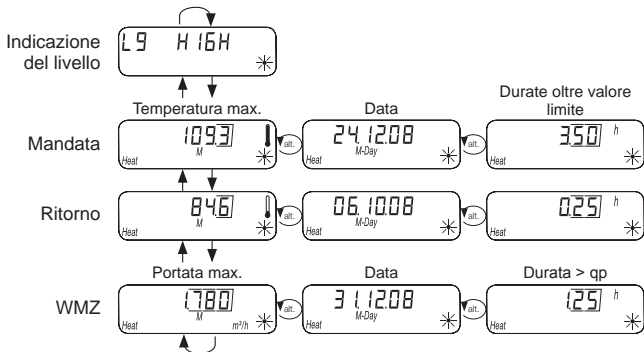 Indicazione
del livello
L9 HIGH
Temperatura max.
Data
Durate oltre valore
limite
Mandata
109.3
M
Heat
alt.
24.12.08
M-Day
Heat
alt.
3.50 h
Heat
Ritorno
84.6
M
Heat
alt.
06.10.08
M-Day
Heat
alt.
0.25 h
Heat
Portata max.
Data
Durata > qp
WMZ
1.780
M
Heat
m³/h
alt.
31.12.08
M-Day
Heat
alt.
1.25 h
Heat